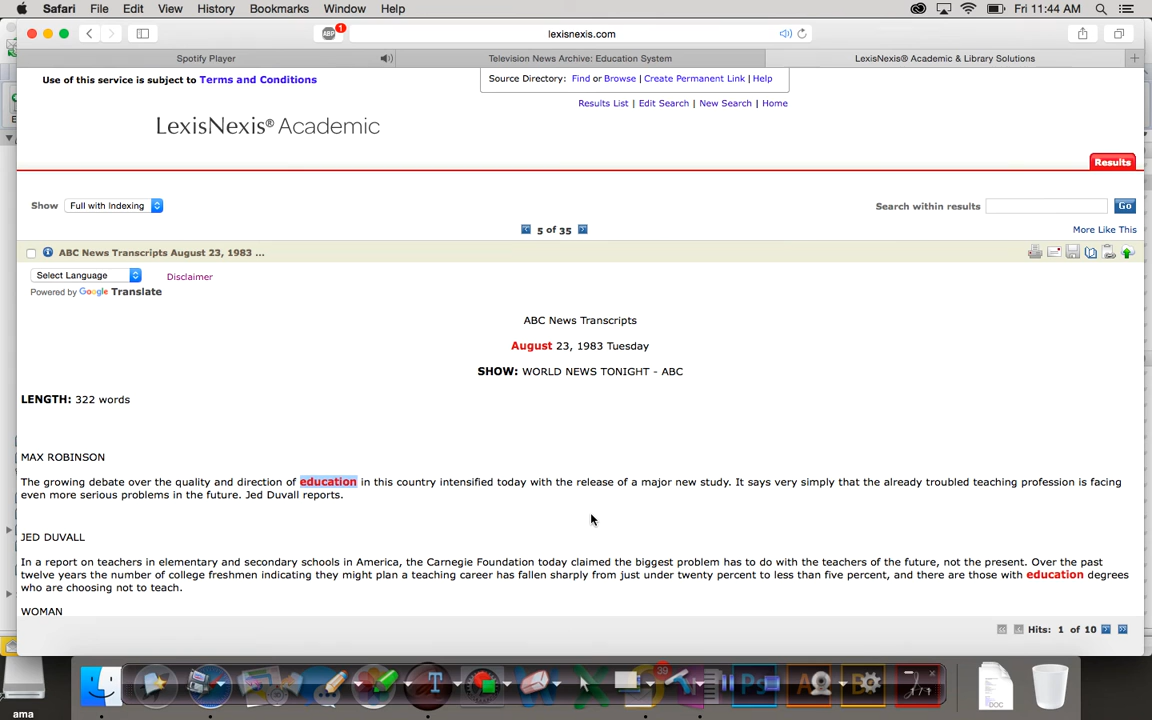 Safari File Edit View History Bookmarks Window Help Fri 11:44 AM
ABP 1 lexisnexis.com
Spotify Player Television News Archive: Education System LexisNexis® Academic & Library Solutions
Use of this service is subject to Terms and Conditions
Source Directory: Find or Browse | Create Permanent Link | Help
Results List | Edit Search | New Search | Home
LexisNexis® Academic
Results
Show Full with Indexing
Search within results Go
5 of 35
More Like This
ABC News Transcripts August 23, 1983 ...
Select Language Disclaimer
Powered by Google Translate
ABC News Transcripts
August 23, 1983 Tuesday
SHOW: WORLD NEWS TONIGHT - ABC
LENGTH: 322 words
MAX ROBINSON
The growing debate over the quality and direction of education in this country intensified today with the release of a major new study. It says very simply that the already troubled teaching profession is facing
even more serious problems in the future. Jed Duvall reports.
JED DUVALL
In a report on teachers in elementary and secondary schools in America, the Carnegie Foundation today claimed the biggest problem has to do with the teachers of the future, not the present. Over the past
twelve years the number of college freshmen indicating they might plan a teaching career has fallen sharply from just under twenty percent to less than five percent, and there are those with education degrees
who are choosing not to teach.
WOMAN
Hits: 1 of 10
39
T
Ps
DOC
ama